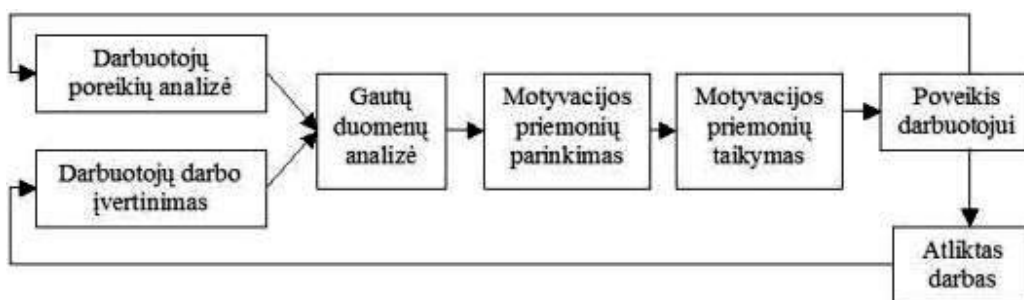 Darbuotojų
poreikių analizė
Darbuotojų darbo
įvertinimas
Gautų
duomenų
analizė
Motyvacijos
priemonių
parinkimas
Motyvacijos
priemonių
taikymas
Poveikis
darbuotojui
Atliktas
darbas